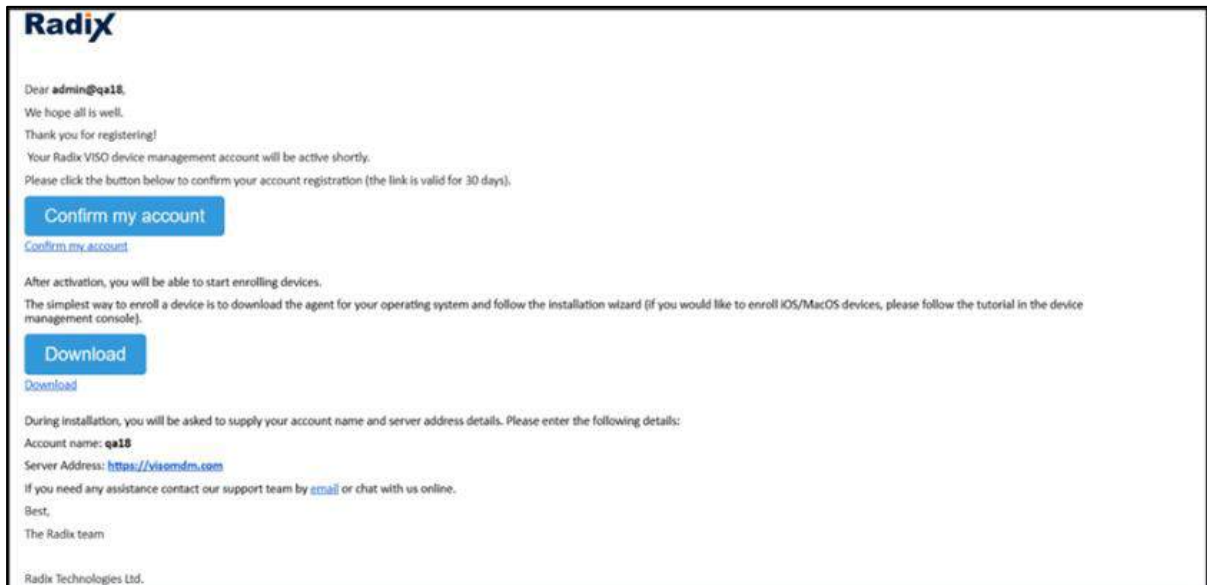 Radix
Dear admin@qa18,
We hope all is well.
Thank you for registering!
Your Radix VISO device management account will be active shortly.
Please click the button below to confirm your account registration (the link is valid for 30 days).
Confirm my account
Confirm my account
After activation, you will be able to start enrolling devices.
The simplest way to enroll a device is to download the agent for your operating system and follow the installation wizard (if you would like to enroll iOS/MacOS devices, please follow the tutorial in the device
management console).
Download
Download
During installation, you will be asked to supply your account name and server address details. Please enter the following details:
Account name: qa18
Server Address: https://visomdm.com
If you need any assistance contact our support team by email or chat with us online.
Best,
The Radix team
Radix Technologies Ltd.